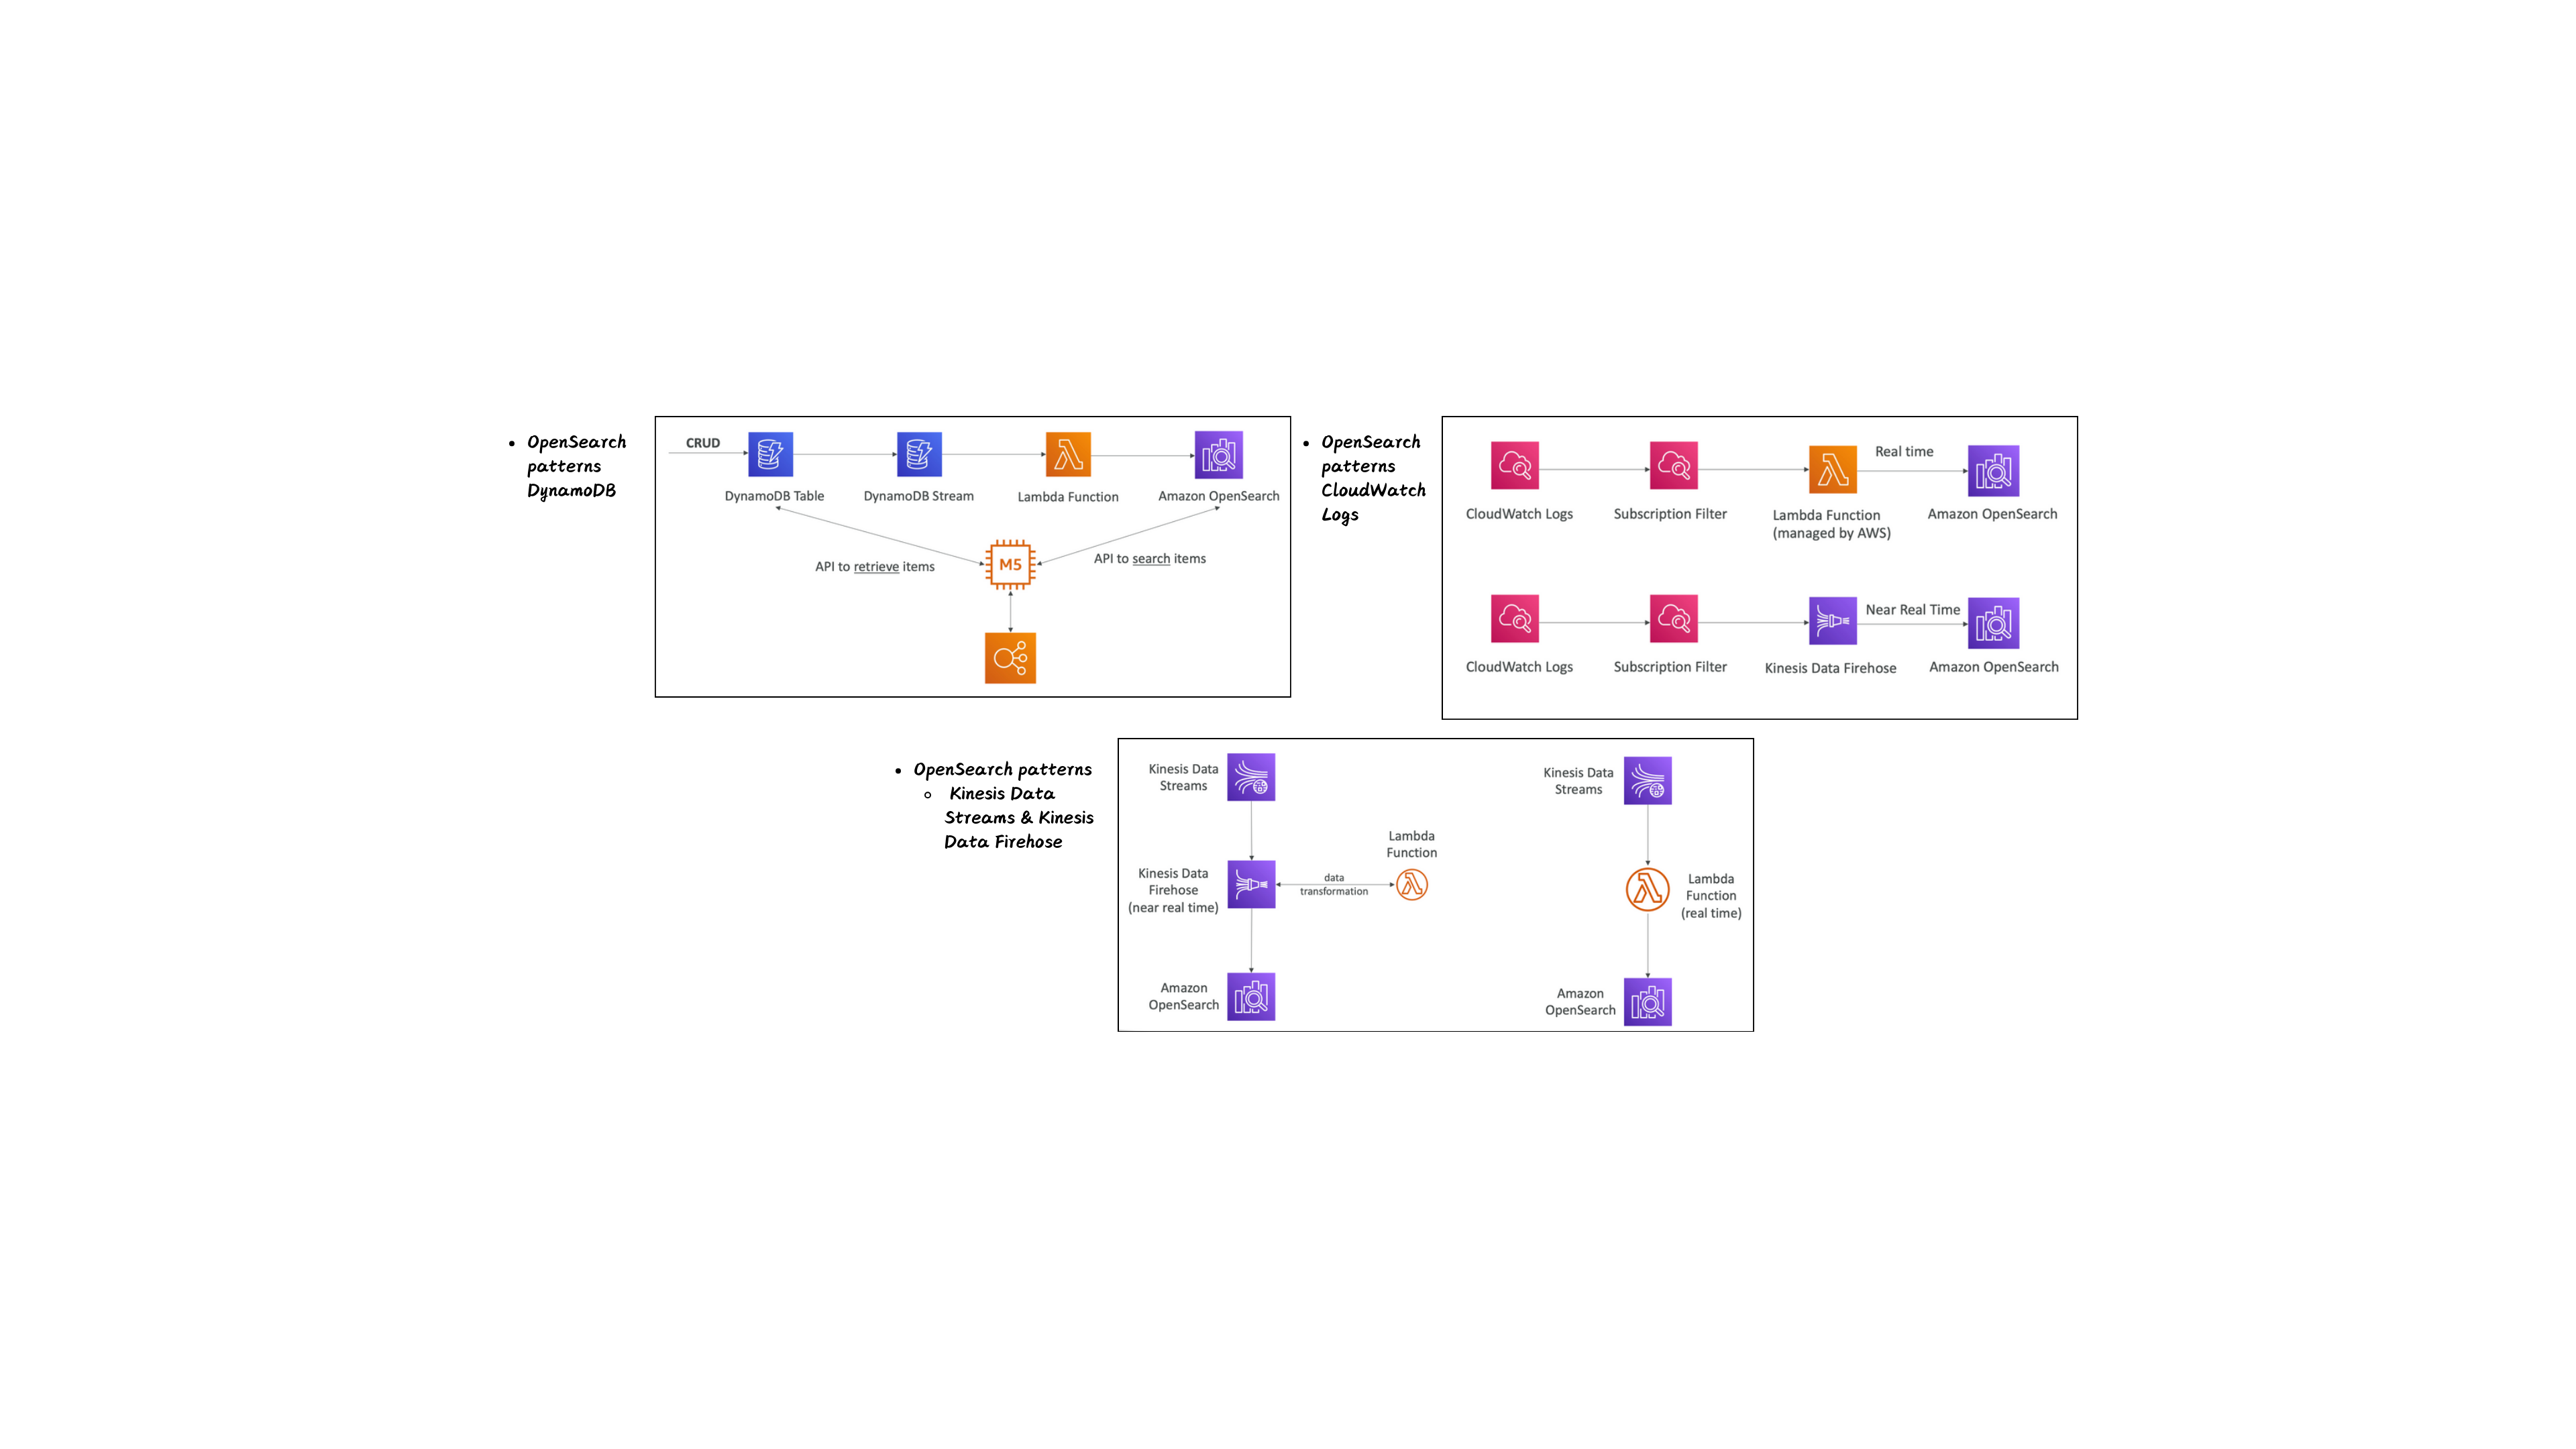 • OpenSearch
patterns
DynamoDB
CRUD
DynamoDB Table
DynamoDB Stream
Lambda Function
Amazon OpenSearch
API to retrieve items
M5
API to search items
• OpenSearch
patterns
CloudWatch
Logs
Real time
CloudWatch Logs
Subscription Filter
Lambda Function
(managed by AWS)
Amazon OpenSearch
Near Real Time
CloudWatch Logs
Subscription Filter
Kinesis Data Firehose
Amazon OpenSearch
• OpenSearch patterns
○ Kinesis Data
Streams & Kinesis
Data Firehose
Kinesis Data
Streams
Kinesis Data
Firehose
(near real time)
data
transformation
Lambda
Function
Amazon
OpenSearch
Kinesis Data
Streams
Lambda
Function
(real time)
Amazon
OpenSearch